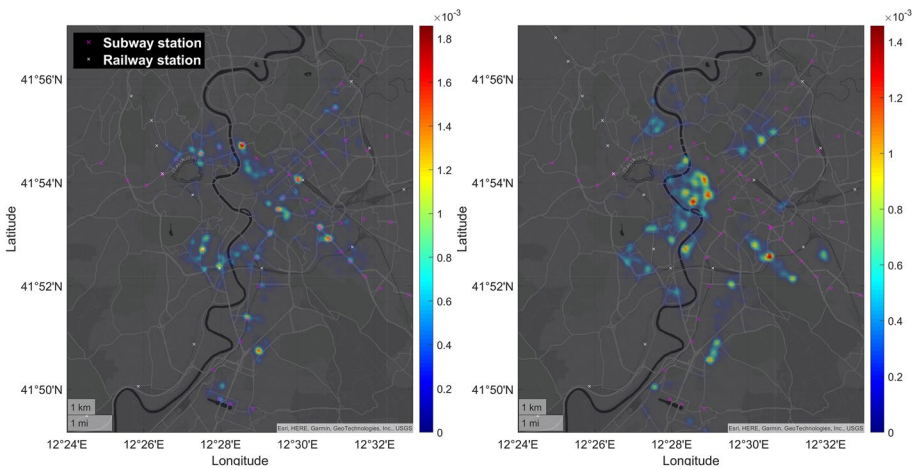 ×10⁻³
×10⁻³
× Subway station
× Railway station
41°56'N
41°54'N
41°52'N
41°50'N
Latitude
1 km
1 mi
Esri, HERE, Garmin, GeoTechnologies, Inc., USGS
12°24'E
12°26'E
12°28'E
12°30'E
12°32'E
Longitude
1.8
1.6
1.4
1.2
1
0.8
0.6
0.4
0.2
0
41°56'N
41°54'N
41°52'N
41°50'N
Latitude
1 km
1 mi
Esri, HERE, Garmin, GeoTechnologies, Inc., USGS
12°24'E
12°26'E
12°28'E
12°30'E
12°32'E
Longitude
1.4
1.2
1
0.8
0.6
0.4
0.2
0